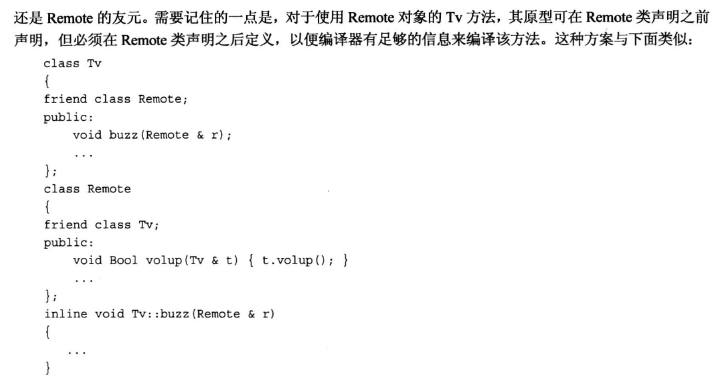 还是 Remote 的友元。需要记住的一点是，对于使用 Remote 对象的 Tv 方法，其原型可在 Remote 类声明之前
声明，但必须在 Remote 类声明之后定义，以便编译器有足够的信息来编译该方法。这种方案与下面类似：
class Tv
{
friend class Remote;
public:
    void buzz(Remote & r);
    ...
};
class Remote
{
friend class Tv;
public:
    void Bool volup(Tv & t) { t.volup(); }
    ...
};
inline void Tv::buzz(Remote & r)
{
    ...
}